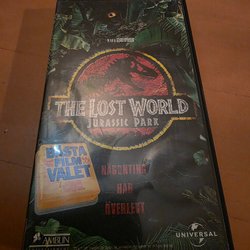 THE LOST WORLD
JURASSIC PARK
BÄSTA
FILM
VALET
NÅGONTING
HAR
ÖVERLEVT
AMBLIN
UNIVERSAL